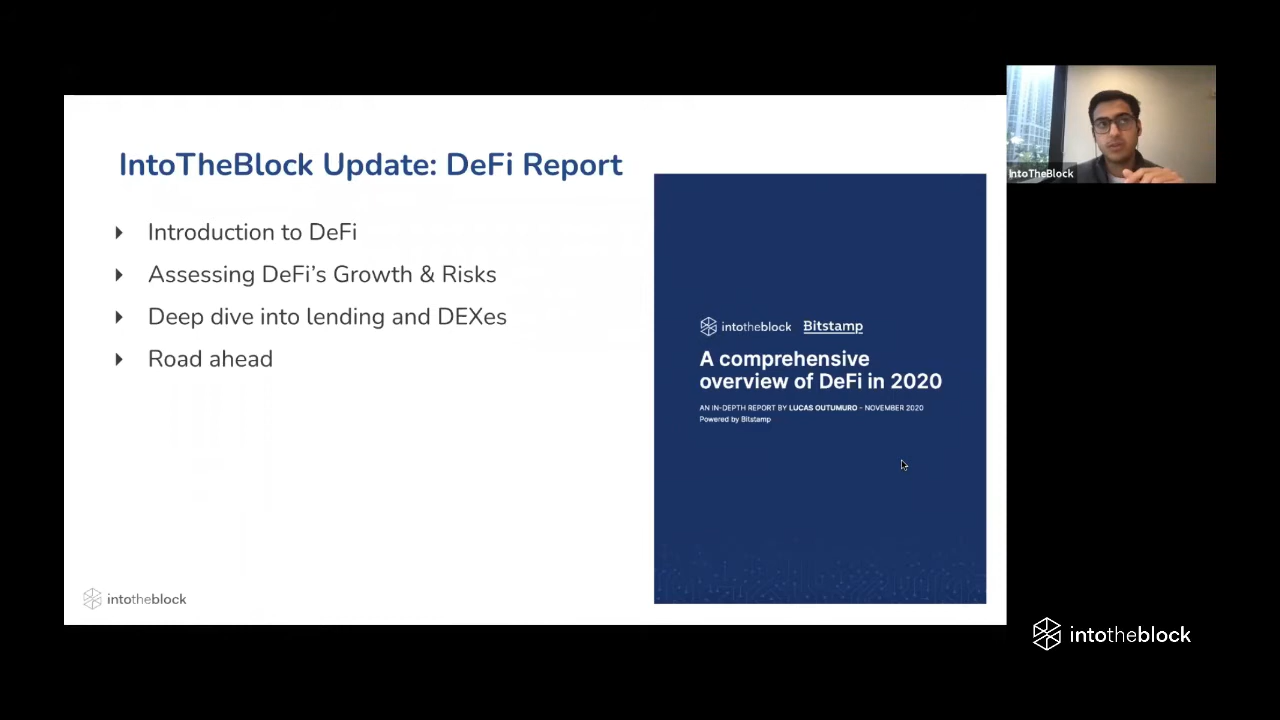 IntoTheBlock Update: DeFi Report
Introduction to DeFi
Assessing DeFi's Growth & Risks
Deep dive into lending and DEXes
Road ahead
intotheblock
intotheblock Bitstamp
A comprehensive
overview of DeFi in 2020
AN IN-DEPTH REPORT BY LUCAS OUTUMURO - NOVEMBER 2020
Powered by Bitstamp
IntoTheBlock
intotheblock